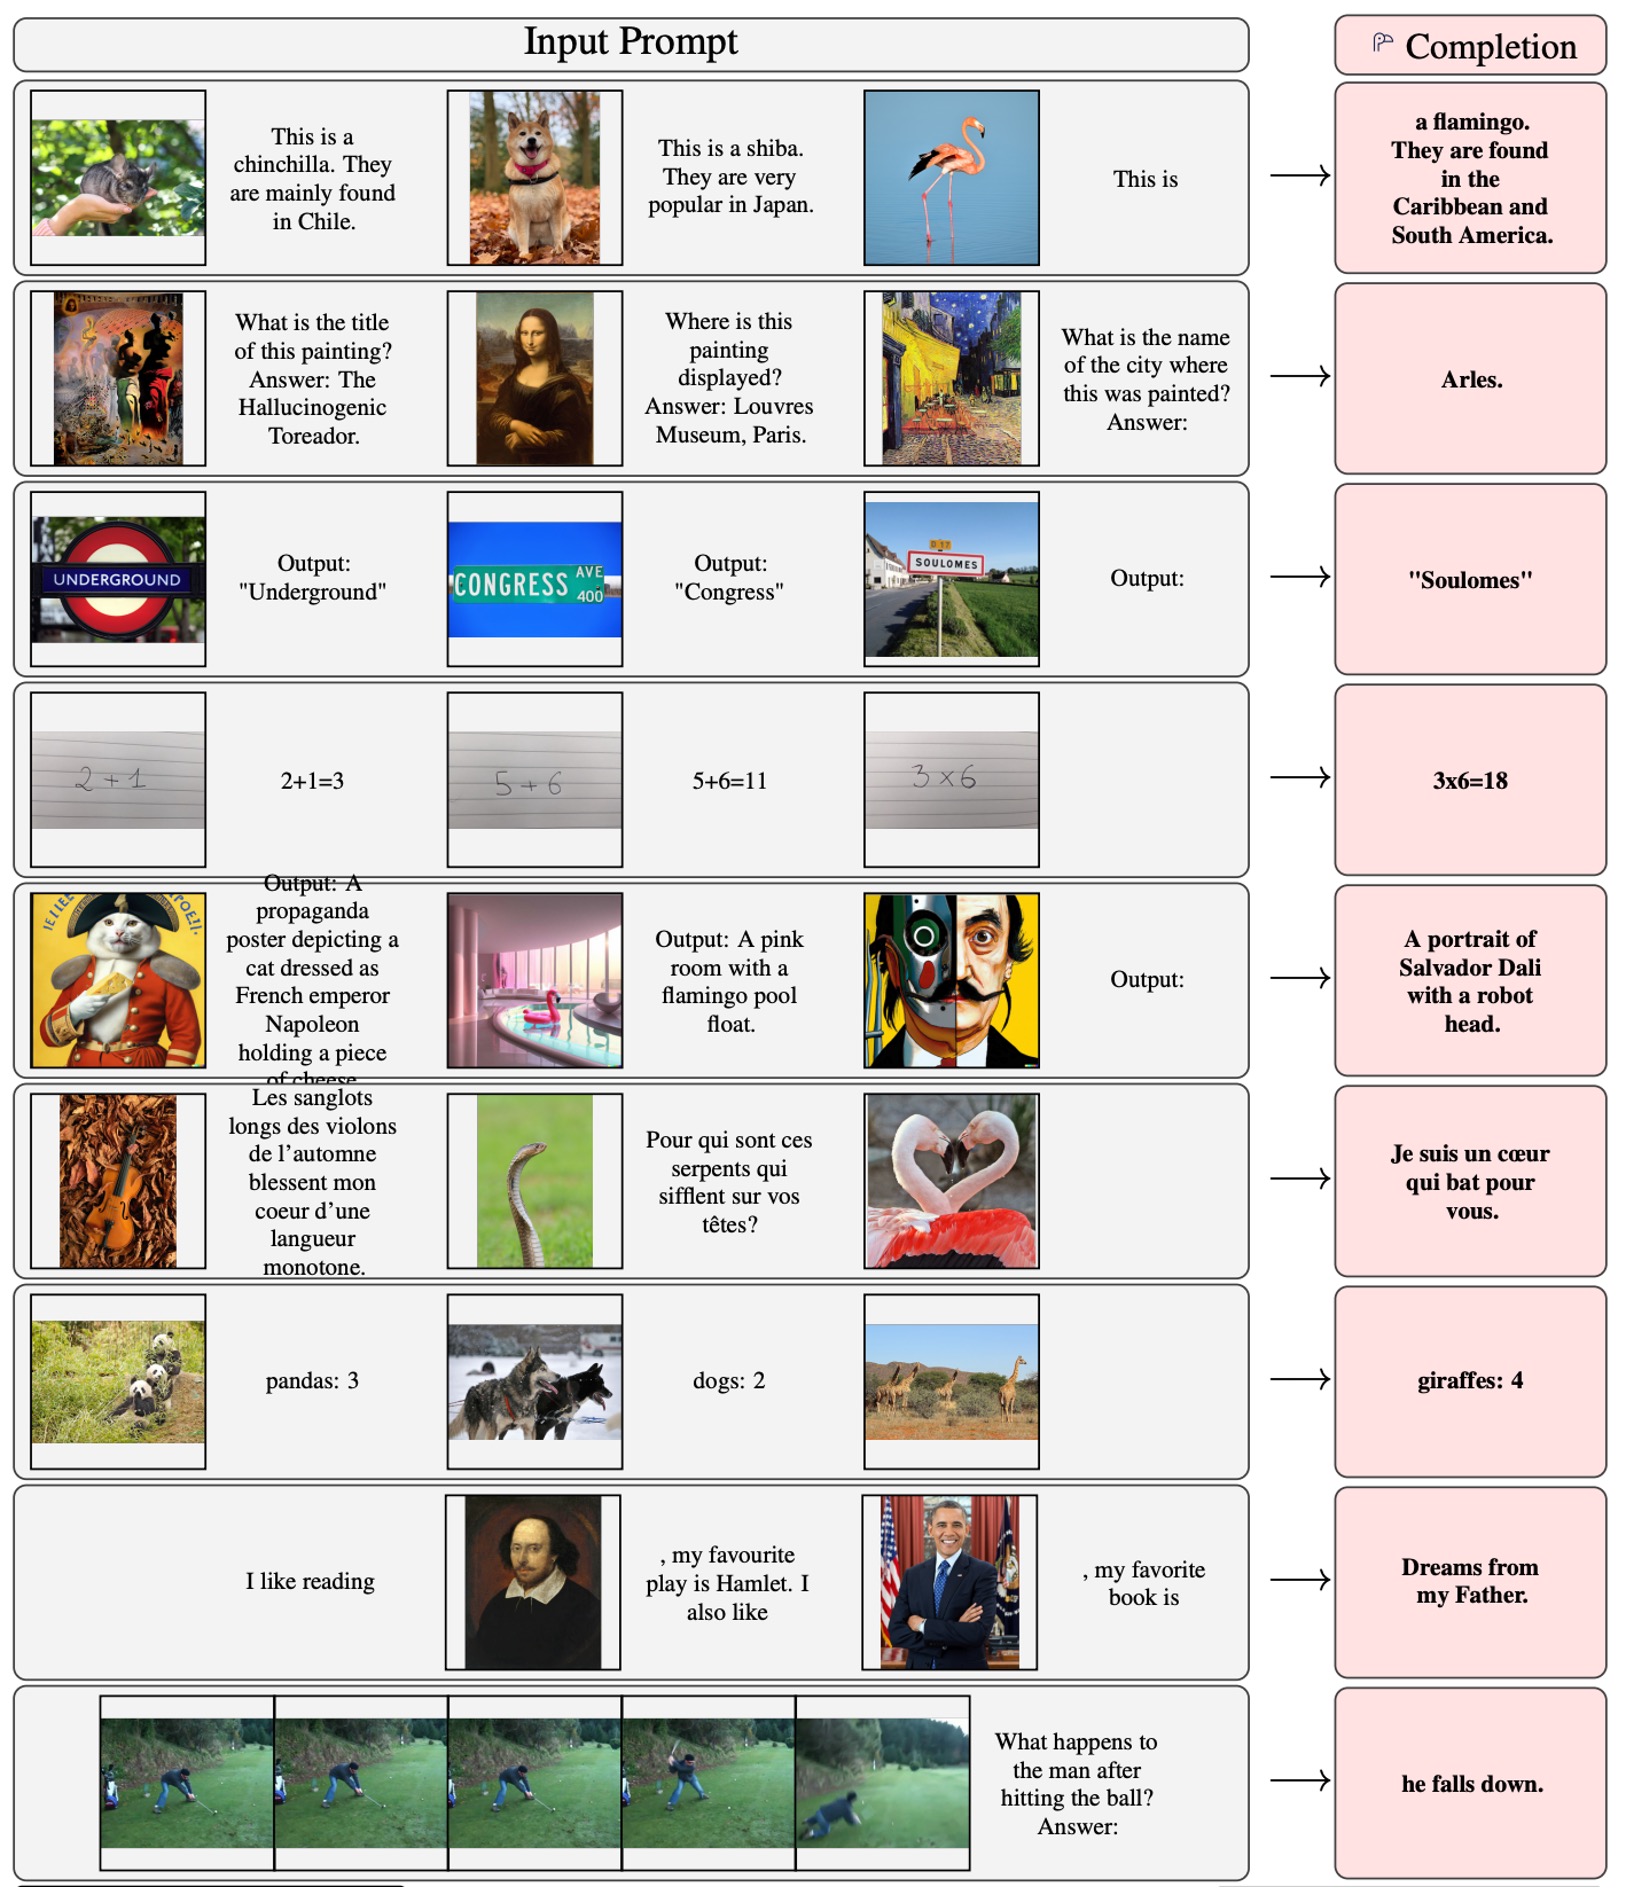 Input Prompt
Completion
This is a
chinchilla. They
are mainly found
in Chile.
This is a shiba.
They are very
popular in Japan.
This is
a flamingo.
They are found
in the
Caribbean and
South America.
What is the title
of this painting?
Answer: The
Hallucinogenic
Toreador.
Where is this
painting
displayed?
Answer: Louvres
Museum, Paris.
What is the name
of the city where
this was painted?
Answer:
Arles.
UNDERGROUND
Output:
"Underground"
CONGRESS AVE
400
Output:
"Congress"
D 17
SOULOMES
Output:
"Soulomes"
2+1
2+1=3
5+6
5+6=11
3x6
3x6=18
Output: A
propaganda
poster depicting a
cat dressed as
French emperor
Napoleon
holding a piece
of cheese
Output: A pink
room with a
flamingo pool
float.
Output:
A portrait of
Salvador Dali
with a robot
head.
Les sanglots
longs des violons
de l’automne
blessent mon
coeur d’une
langueur
monotone.
Pour qui sont ces
serpents qui
sifflent sur vos
têtes?
Je suis un cœur
qui bat pour
vous.
pandas: 3
dogs: 2
giraffes: 4
I like reading
, my favourite
play is Hamlet. I
also like
, my favorite
book is
Dreams from
my Father.
What happens to
the man after
hitting the ball?
Answer:
he falls down.